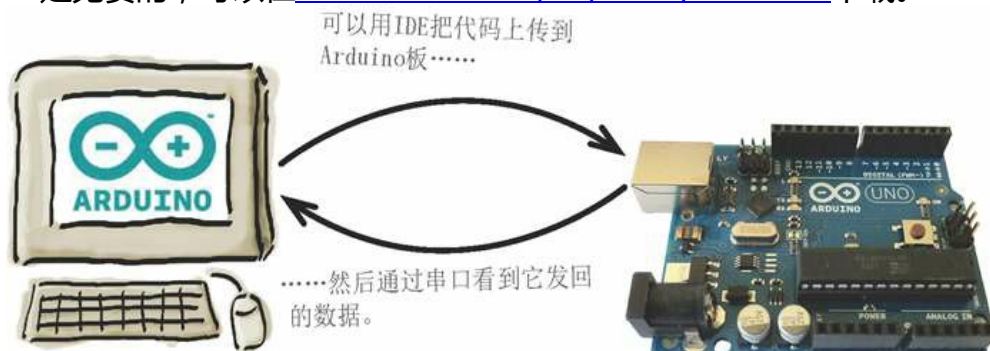 可以用IDE把代码上传到
Arduino板……
ARDUINO
……然后通过串口看到它发回
的数据。
DIGITAL (PWM~)
ARDUINO
UNO
POWER
ANALOG IN